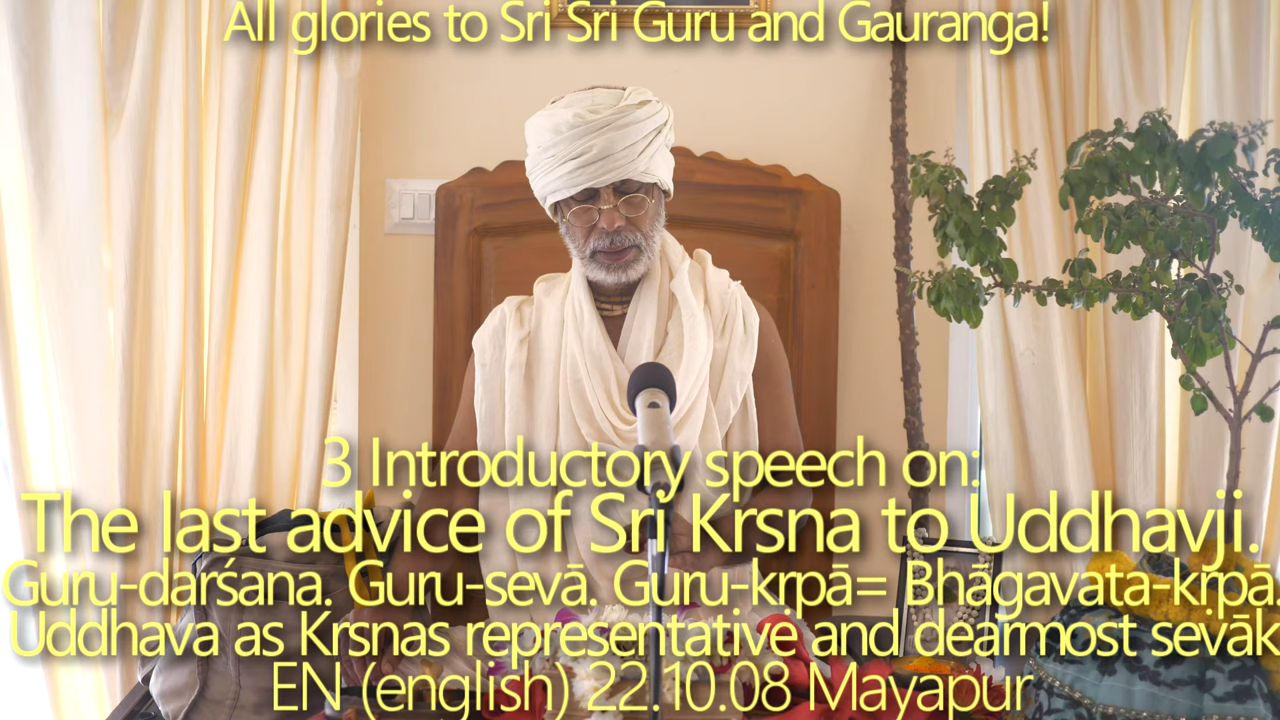 All glories to Sri Sri Guru and Gauranga!
3 Introductory speech on:
The last advice of Sri Krsna to Uddhavji.
Guru-darśana. Guru-sevā. Guru-krpā= Bhāgavata-krpā.
Uddhava as Krsnas representative and dearmost sevāk
EN (english) 22.10.08 Mayapur